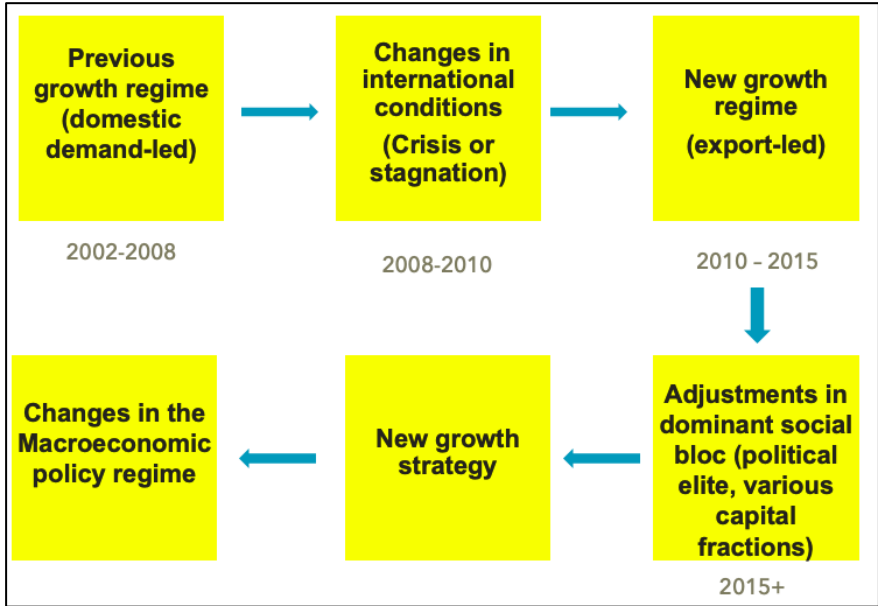 Previous
growth regime
(domestic
demand-led)
2002-2008
Changes in
international
conditions
(Crisis or
stagnation)
2008-2010
New growth
regime
(export-led)
2010 – 2015
Adjustments in
dominant social
bloc (political
elite, various
capital
fractions)
2015+
New growth
strategy
Changes in the
Macroeconomic
policy regime